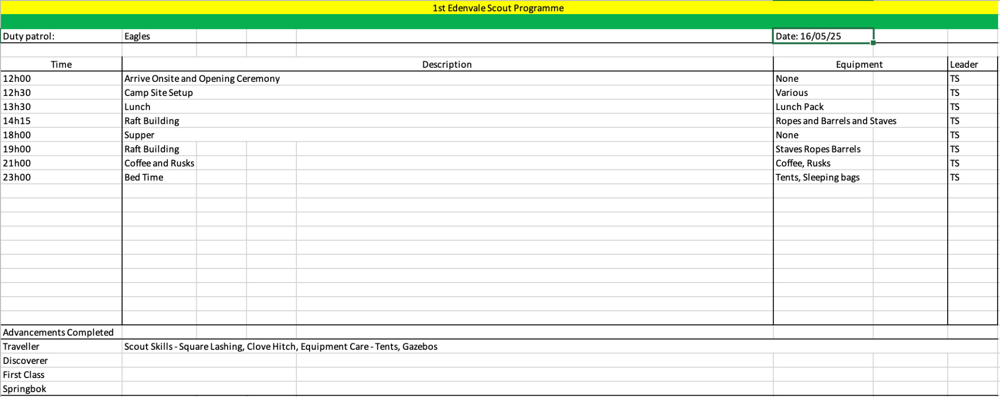 1st Edenvale Scout Programme
Duty patrol: Eagles Date: 16/05/25
Time Description Equipment Leader
12h00 Arrive Onsite and Opening Ceremony None TS
12h30 Camp Site Setup Various TS
13h30 Lunch Lunch Pack TS
14h15 Raft Building Ropes and Barrels and Staves TS
18h00 Supper None TS
19h00 Raft Building Staves Ropes Barrels TS
21h00 Coffee and Rusks Coffee, Rusks TS
23h00 Bed Time Tents, Sleeping bags TS
Advancements Completed
Traveller Scout Skills - Square Lashing, Clove Hitch, Equipment Care - Tents, Gazebos
Discoverer
First Class
Springbok